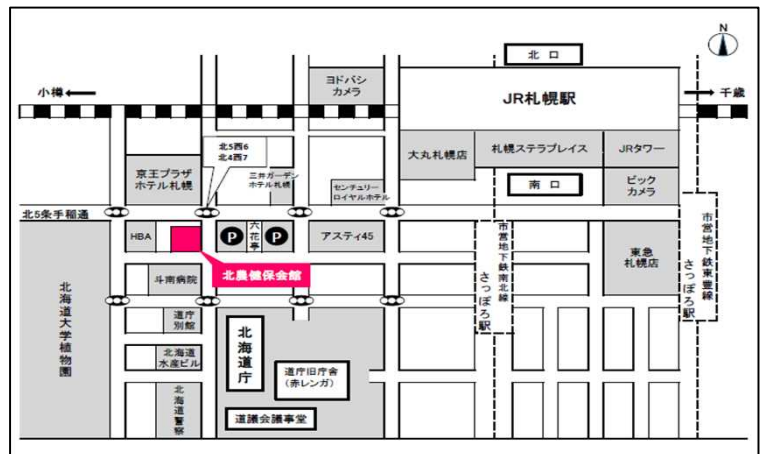 N
北口
ヨドバシ
カメラ
JR札幌駅
小樽
千歳
北5西6
北4西7
京王プラザ
ホテル札幌
三井ガーデン
ホテル札幌
センチュリー
ロイヤルホテル
大丸札幌店
札幌ステラプレイス
JRタワー
南口
ビック
カメラ
北5条手稲通
HBA
P
六花亭
P
アスティ45
市営地下鉄南北線
さっぽろ駅
東急
札幌店
市営地下鉄東豊線
さっぽろ駅
北農健保会館
斗南病院
北海道大学植物園
道庁
別館
北海道
水産ビル
北海道警察
北海道庁
道庁旧庁舎
(赤レンガ)
道議会議事堂